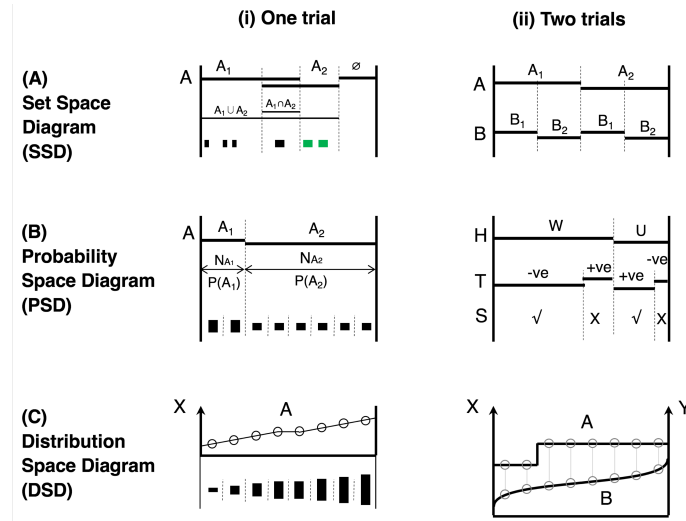 (i) One trial
(ii) Two trials
(A)
Set Space
Diagram
(SSD)
A
A₁
A₂
∅
A₁∪A₂
A₁∩A₂
A
A₁
A₂
B
B₁
B₂
B₁
B₂
(B)
Probability
Space Diagram
(PSD)
A
A₁
A₂
NA₁
NA₂
P(A₁)
P(A₂)
H
W
U
T
-ve
+ve
+ve
-ve
S
√
X
√
X
(C)
Distribution
Space Diagram
(DSD)
X
A
X
Y
A
B